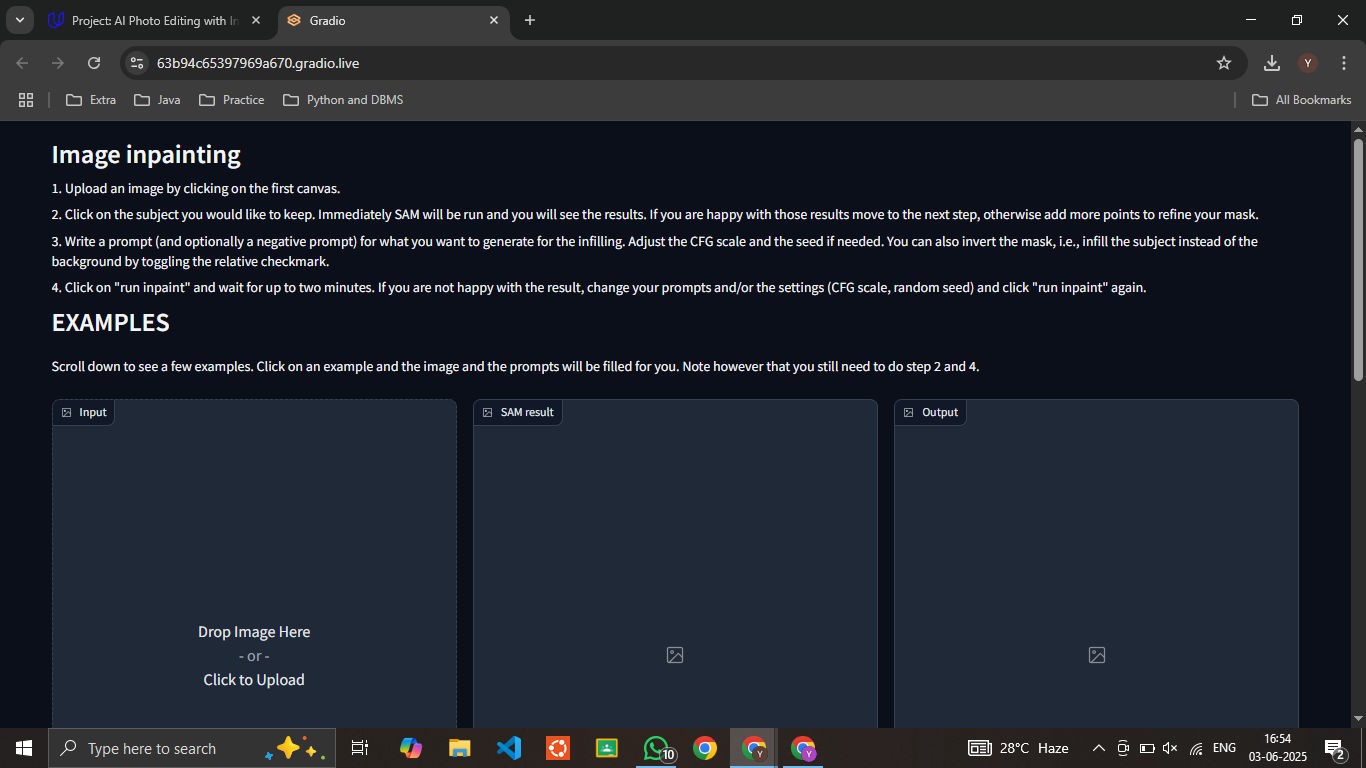 Project: AI Photo Editing with In
Gradio
63b94c65397969a670.gradio.live
Y
Extra
Java
Practice
Python and DBMS
All Bookmarks
Image inpainting
1. Upload an image by clicking on the first canvas.
2. Click on the subject you would like to keep. Immediately SAM will be run and you will see the results. If you are happy with those results move to the next step, otherwise add more points to refine your mask.
3. Write a prompt (and optionally a negative prompt) for what you want to generate for the infilling. Adjust the CFG scale and the seed if needed. You can also invert the mask, i.e., infill the subject instead of the
background by toggling the relative checkmark.
4. Click on "run inpaint" and wait for up to two minutes. If you are not happy with the result, change your prompts and/or the settings (CFG scale, random seed) and click "run inpaint" again.
EXAMPLES
Scroll down to see a few examples. Click on an example and the image and the prompts will be filled for you. Note however that you still need to do step 2 and 4.
Input
SAM result
Output
Drop Image Here
- or -
Click to Upload
Type here to search
10
Y
Y
28°C Haze
ENG
16:54
03-06-2025
2